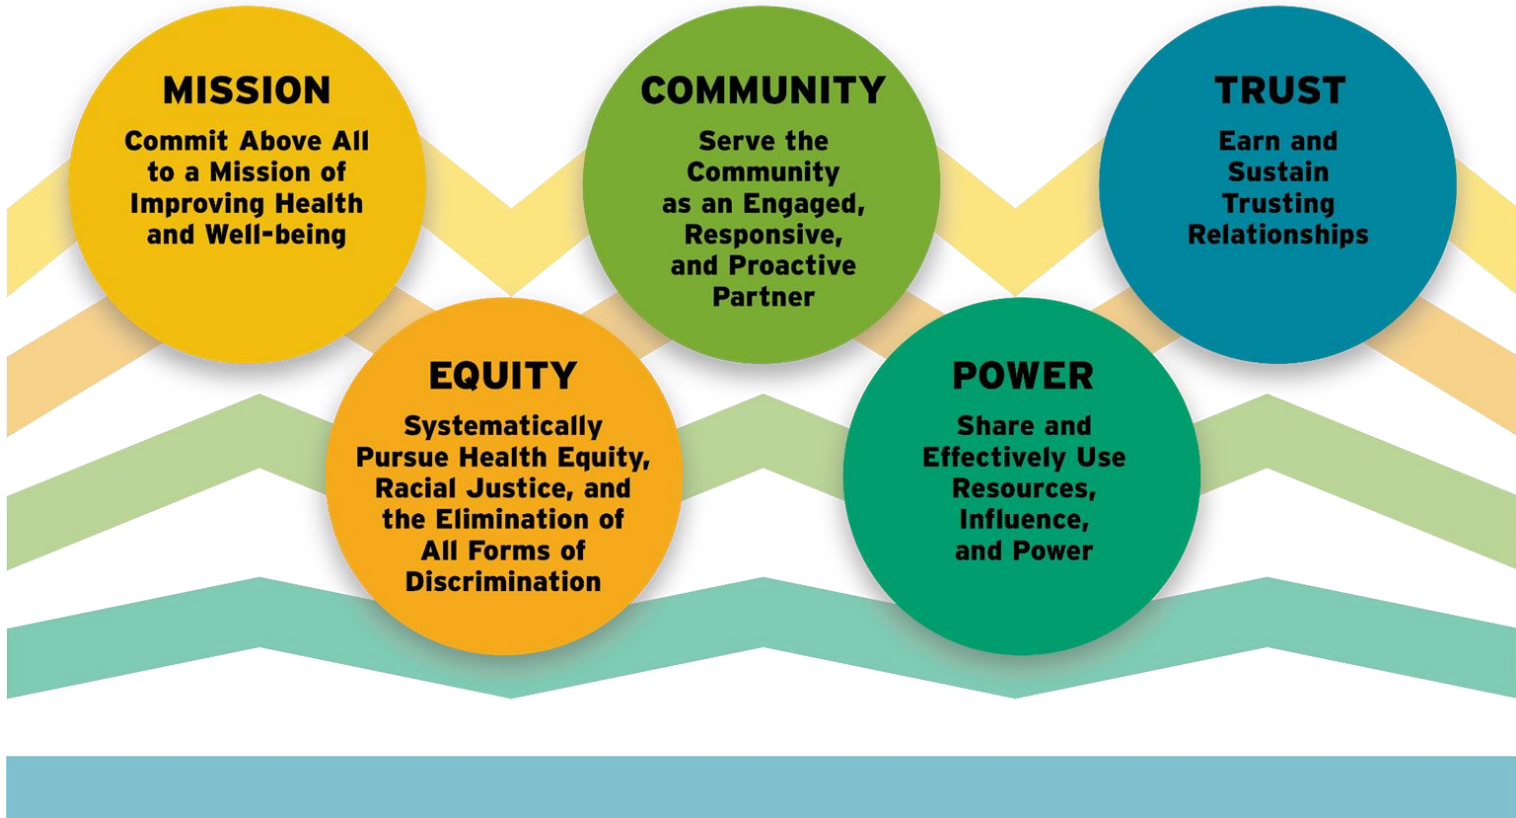 MISSION
Commit Above All
to a Mission of
Improving Health
and Well-being
EQUITY
Systematically
Pursue Health Equity,
Racial Justice, and
the Elimination of
All Forms of
Discrimination
COMMUNITY
Serve the
Community
as an Engaged,
Responsive,
and Proactive
Partner
POWER
Share and
Effectively Use
Resources,
Influence,
and Power
TRUST
Earn and
Sustain
Trusting
Relationships